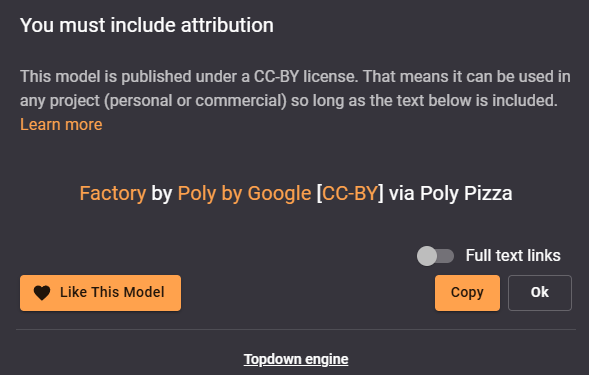 You must include attribution
This model is published under a CC-BY license. That means it can be used in
any project (personal or commercial) so long as the text below is included.
Learn more
Factory by Poly by Google [CC-BY] via Poly Pizza
Full text links
Like This Model
Copy
Ok
Topdown engine